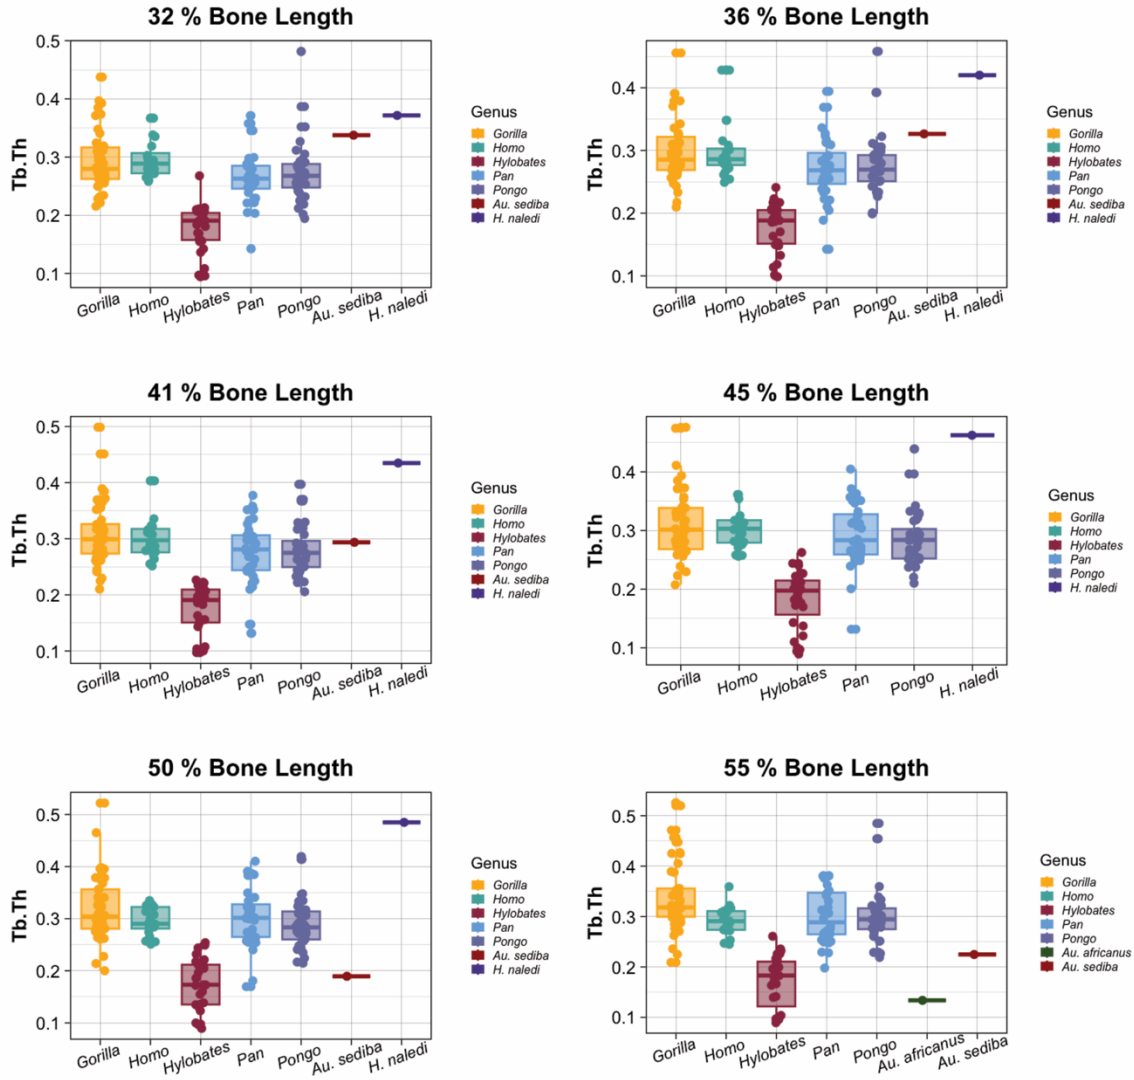 32 % Bone Length
Tb.Th
0.5
0.4
0.3
0.2
0.1
Gorilla
Homo
Hylobates
Pan
Pongo
Au. sediba
H. naledi
Genus
Gorilla
Homo
Hylobates
Pan
Pongo
Au. sediba
H. naledi
36 % Bone Length
Tb.Th
0.4
0.3
0.2
0.1
Gorilla
Homo
Hylobates
Pan
Pongo
Au. sediba
H. naledi
Genus
Gorilla
Homo
Hylobates
Pan
Pongo
Au. sediba
H. naledi
41 % Bone Length
Tb.Th
0.5
0.4
0.3
0.2
0.1
Gorilla
Homo
Hylobates
Pan
Pongo
Au. sediba
H. naledi
Genus
Gorilla
Homo
Hylobates
Pan
Pongo
Au. sediba
H. naledi
45 % Bone Length
Tb.Th
0.4
0.3
0.2
0.1
Gorilla
Homo
Hylobates
Pan
Pongo
H. naledi
Genus
Gorilla
Homo
Hylobates
Pan
Pongo
H. naledi
50 % Bone Length
Tb.Th
0.5
0.4
0.3
0.2
0.1
Gorilla
Homo
Hylobates
Pan
Pongo
Au. sediba
H. naledi
Genus
Gorilla
Homo
Hylobates
Pan
Pongo
Au. sediba
H. naledi
55 % Bone Length
Tb.Th
0.5
0.4
0.3
0.2
0.1
Gorilla
Homo
Hylobates
Pan
Pongo
Au. africanus
Au. sediba
Genus
Gorilla
Homo
Hylobates
Pan
Pongo
Au. africanus
Au. sediba